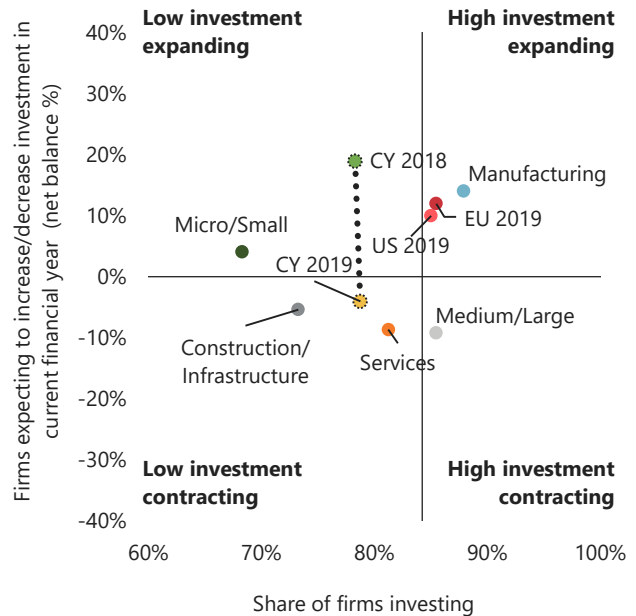 Low investment
expanding
High investment
expanding
Firms expecting to increase/decrease investment in
current financial year  (net balance %)
40%
30%
20%
10%
0%
-10%
-20%
-30%
-40%
CY 2018
Manufacturing
EU 2019
US 2019
Micro/Small
CY 2019
Construction/
Infrastructure
Services
Medium/Large
Low investment
contracting
High investment
contracting
60%
70%
80%
90%
100%
Share of firms investing